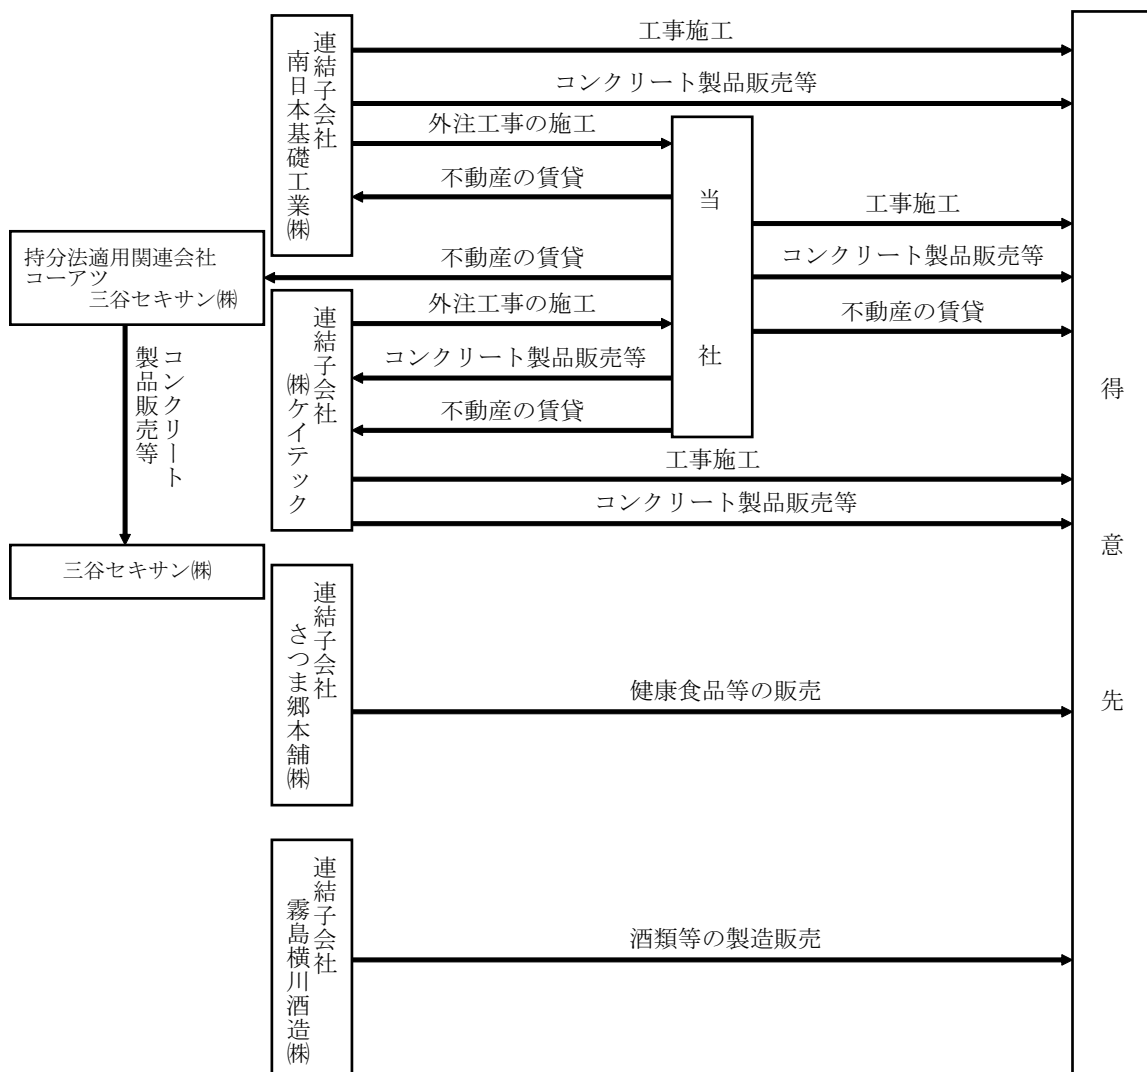 連結子会社
南日本基礎工業㈱
工事施工
コンクリート製品販売等
外注工事の施工
不動産の賃貸
当社
工事施工
コンクリート製品販売等
不動産の賃貸
持分法適用関連会社
コーアツ
三谷セキサン㈱
不動産の賃貸
連結子会社
㈱ケイテック
外注工事の施工
コンクリート製品販売等
不動産の賃貸
工事施工
コンクリート製品販売等
コンクリート
製品販売等
三谷セキサン㈱
連結子会社
さつま郷本舗㈱
健康食品等の販売
連結子会社
霧島横川酒造㈱
酒類等の製造販売
得意先